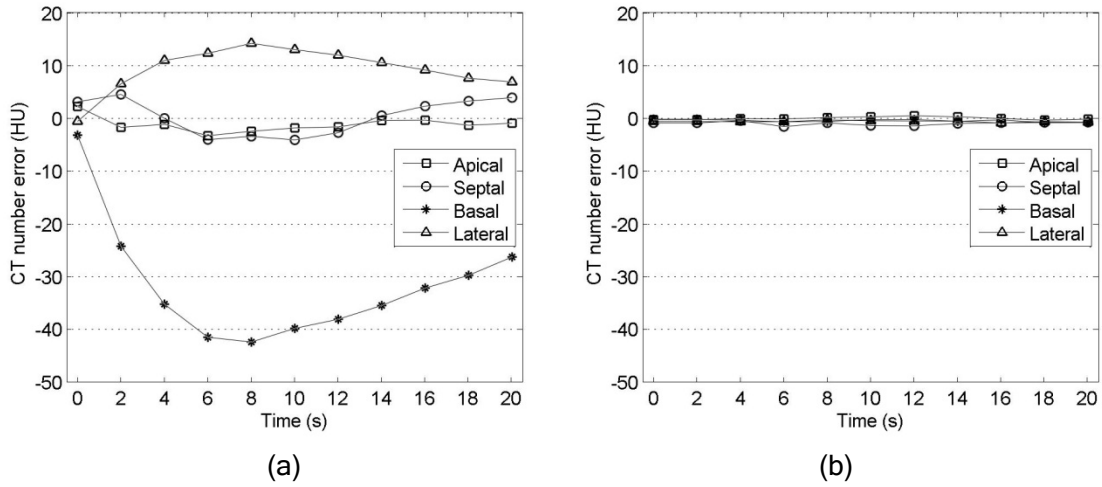 20
10
0
-10
-20
-30
-40
-50
CT number error (HU)
0 2 4 6 8 10 12 14 16 18 20
Time (s)
Apical
Septal
Basal
Lateral
(a)
20
10
0
-10
-20
-30
-40
-50
CT number error (HU)
0 2 4 6 8 10 12 14 16 18 20
Time (s)
Apical
Septal
Basal
Lateral
(b)